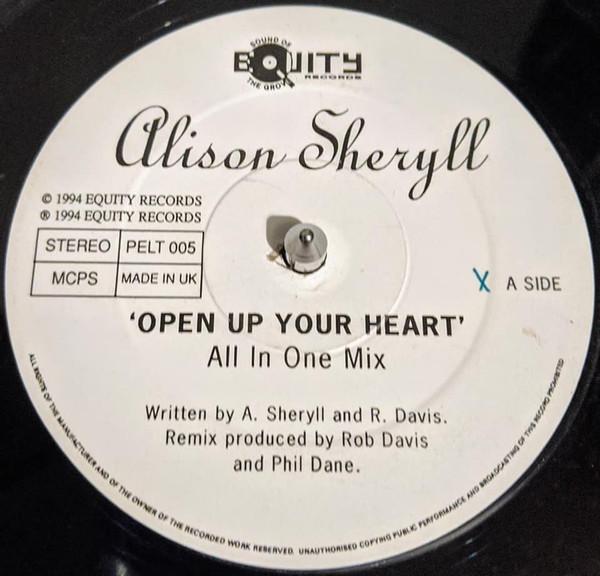 SOUND OF
EQUITY
RECORDS
THE GROV
Alison Sheryll
© 1994 EQUITY RECORDS
℗ 1994 EQUITY RECORDS
STEREO PELT 005
MCPS MADE IN UK
X A SIDE
'OPEN UP YOUR HEART'
All In One Mix
Written by A. Sheryll and R. Davis.
Remix produced by Rob Davis
and Phil Dane.
ALL RIGHTS OF THE MANUFACTURER AND OF THE OWNER OF THE RECORDED WORK RESERVED. UNAUTHORISED COPYING PUBLIC PERFORMANCE AND BROADCASTING OF THIS RECORD PROHIBITED